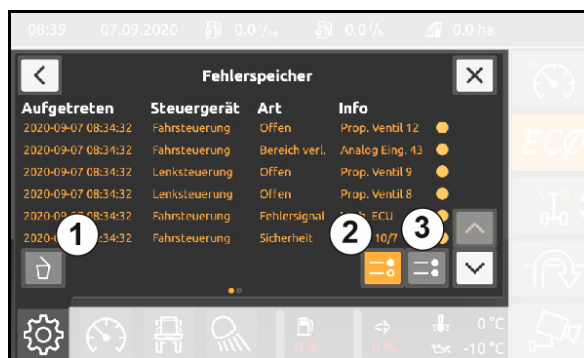 08:39 07.09.2020 0.0 l/ha 0.0 l/h 0.0 ha
Fehlerspeicher
Aufgetreten Steuergerät Art Info
2020-09-07 08:34:32 Fahrsteuerung Offen Prop. Ventil 12
2020-09-07 08:34:32 Fahrsteuerung Bereich verl. Analog Eing. 43
2020-09-07 08:34:32 Lenksteuerung Offen Prop. Ventil 9
2020-09-07 08:34:32 Lenksteuerung Offen Prop. Ventil 8
08:34:32 Fahrsteuerung Fehlersignal ECU
:34:32 Fahrsteuerung Sicherheit 10/7
1 2 3
ECO
0 % 0 % 0 °C
-10 °C